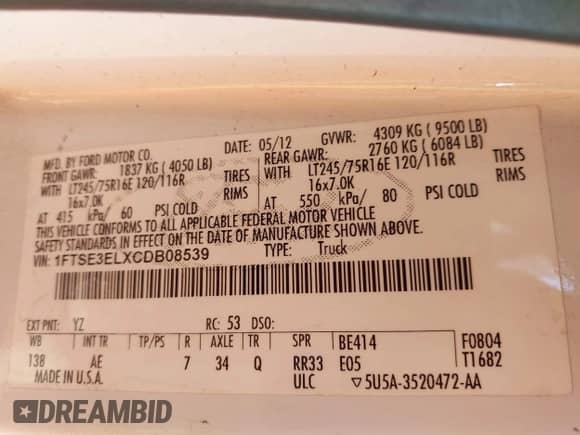 MFD. BY FORD MOTOR CO. DATE: 05/12 GVWR: 4309 KG ( 9500 LB)
FRONT GAWR: 1837 KG ( 4050 LB) REAR GAWR: 2760 KG ( 6084 LB)
WITH LT245/75R16E 120/116R TIRES WITH LT245/75R16E 120/116R TIRES
16x7.0K RIMS 16x7.0K RIMS
AT 415 kPa/ 60 PSI COLD AT 550 kPa/ 80 PSI COLD
THIS VEHICLE CONFORMS TO ALL APPLICABLE FEDERAL MOTOR VEHICLE
SAFETY STANDARDS IN EFFECT ON THE DATE OF MANUFACTURE SHOWN ABOVE.
VIN: 1FTSE3ELXCDB08539 TYPE: Truck
EXT PNT: YZ RC: 53 DSO:
WB INT TR TP/PS R AXLE TR SPR BE414 F0804
138 AE 7 34 Q RR33 E05 T1682
MADE IN U.S.A. ULC ▽5U5A-3520472-AA
DREAMBID